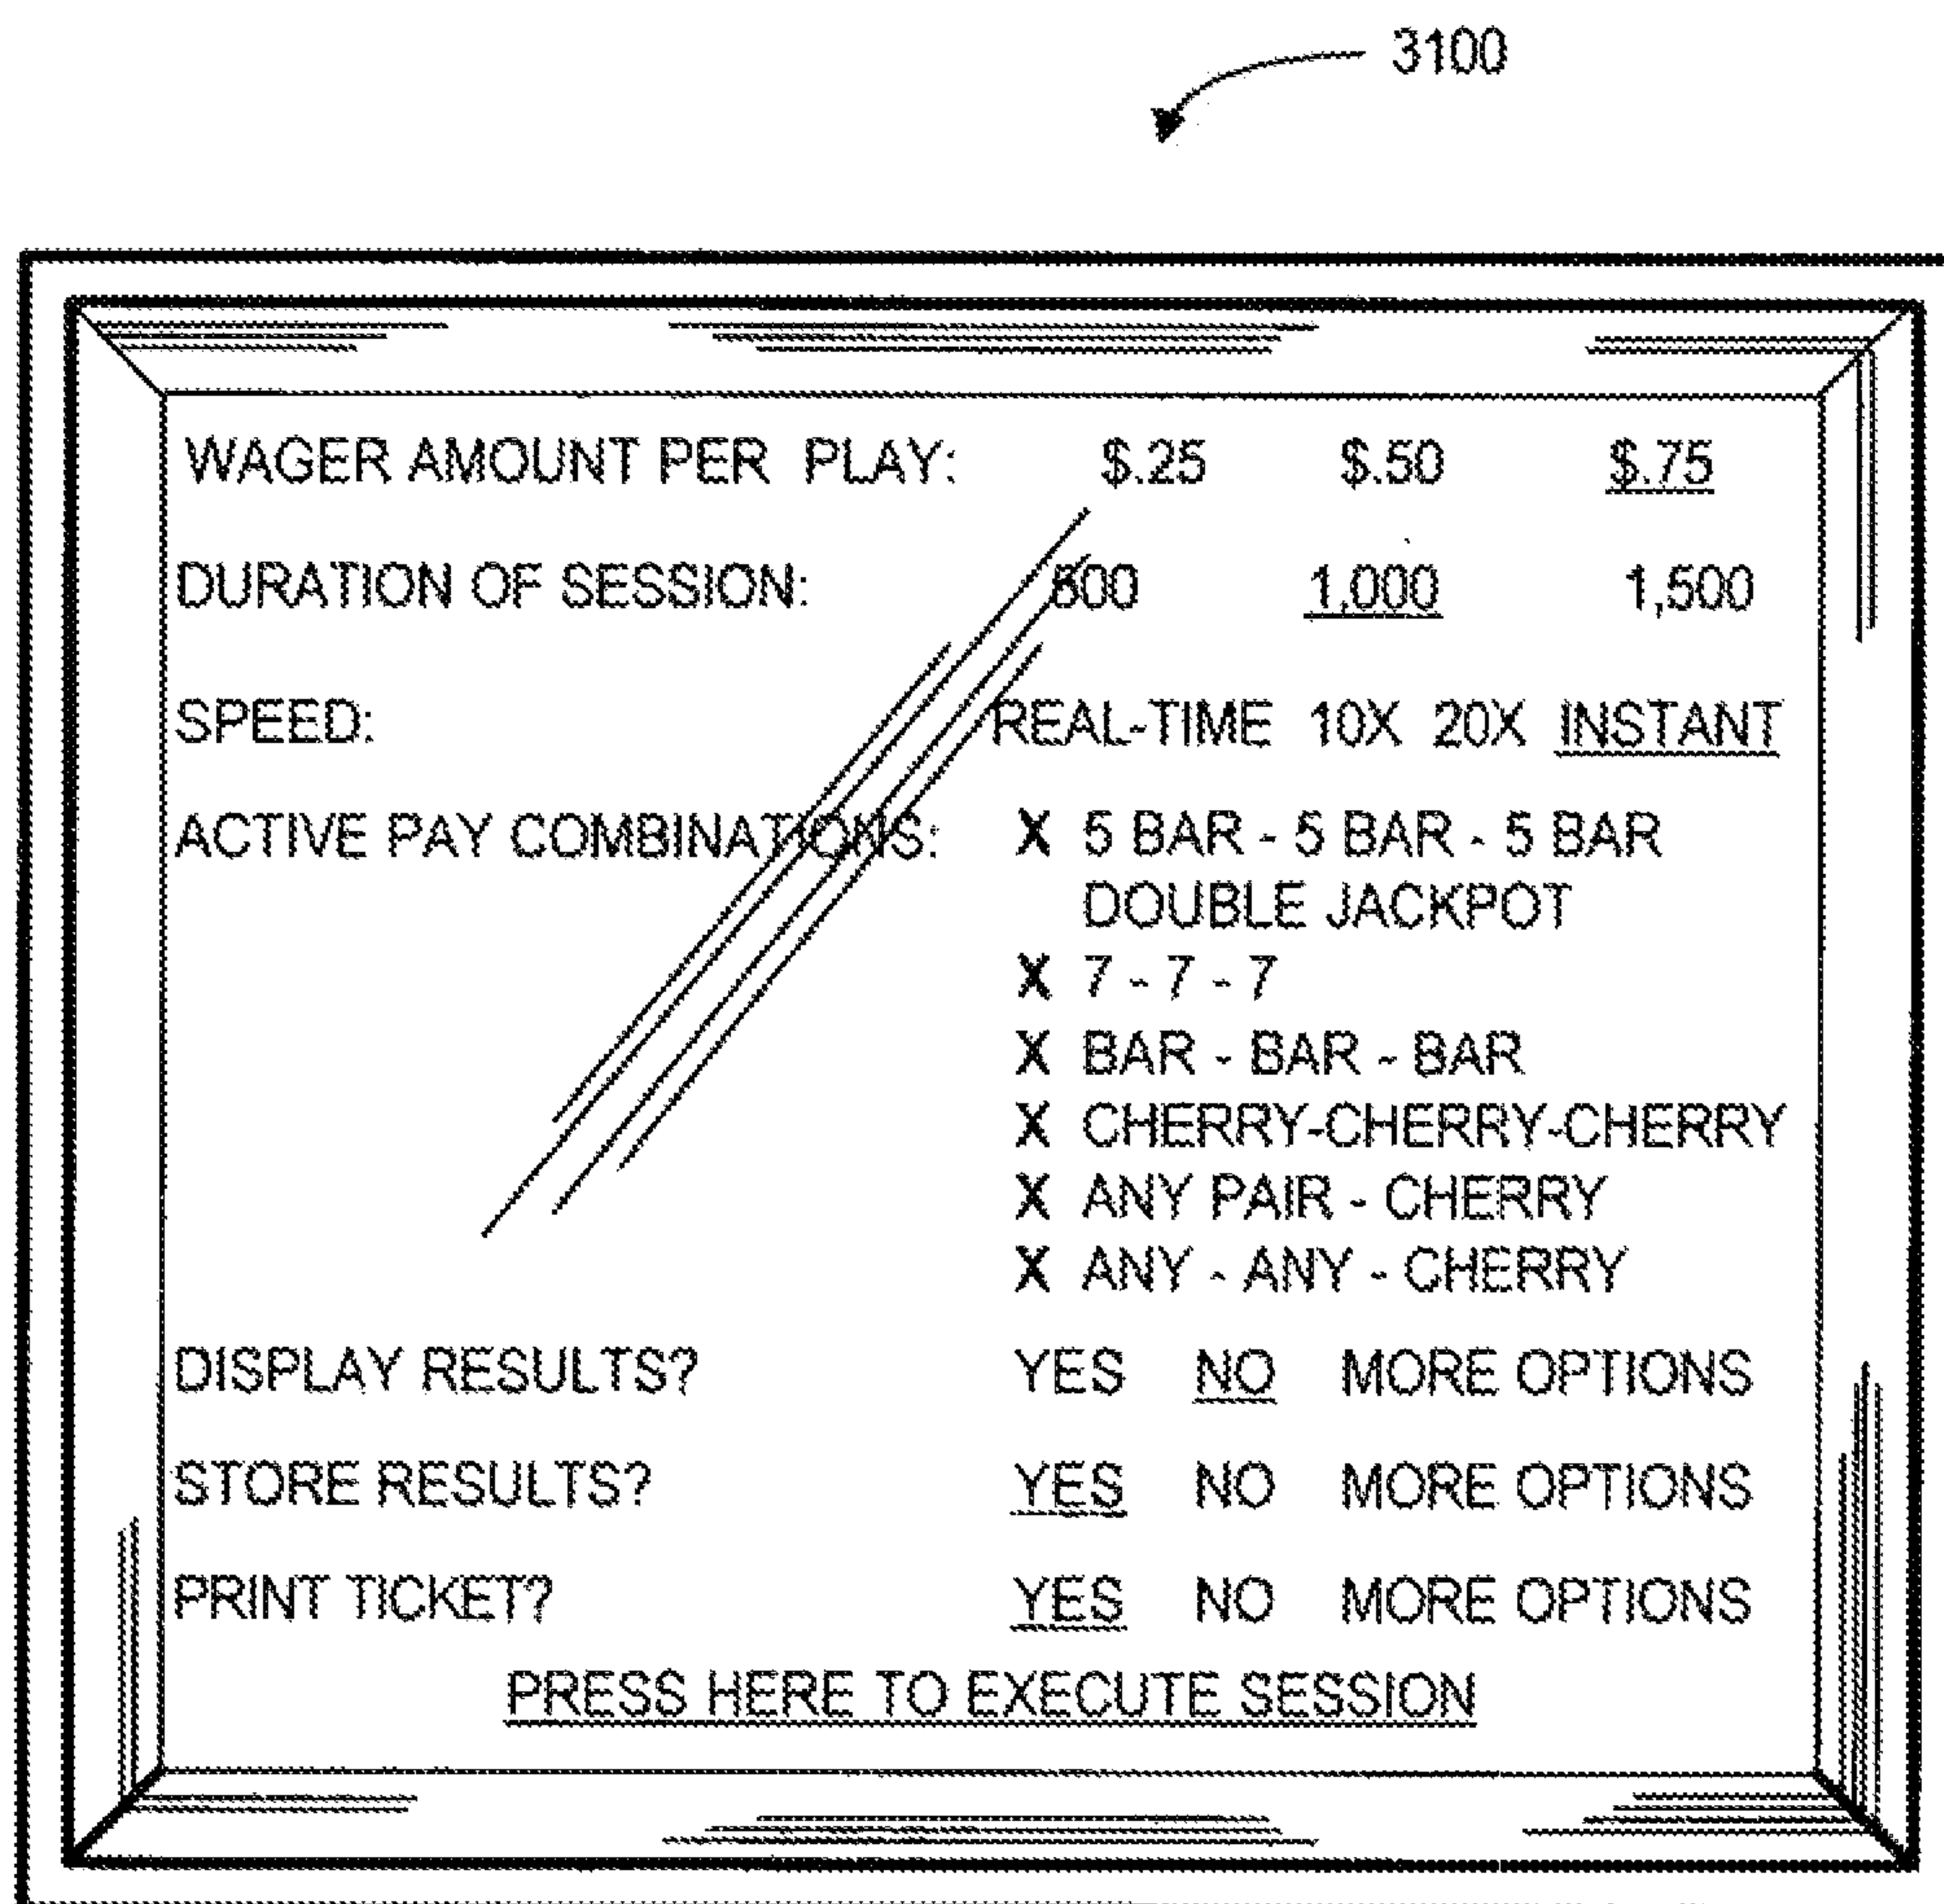 3100
WAGER AMOUNT PER PLAY: $.25 $.50 $.75
DURATION OF SESSION: 500 1,000 1,500
SPEED: REAL-TIME 10X 20X INSTANT
ACTIVE PAY COMBINATIONS: X 5 BAR - 5 BAR - 5 BAR
DOUBLE JACKPOT
X 7 - 7 - 7
X BAR - BAR - BAR
X CHERRY-CHERRY-CHERRY
X ANY PAIR - CHERRY
X ANY - ANY - CHERRY
DISPLAY RESULTS? YES NO MORE OPTIONS
STORE RESULTS? YES NO MORE OPTIONS
PRINT TICKET? YES NO MORE OPTIONS
PRESS HERE TO EXECUTE SESSION